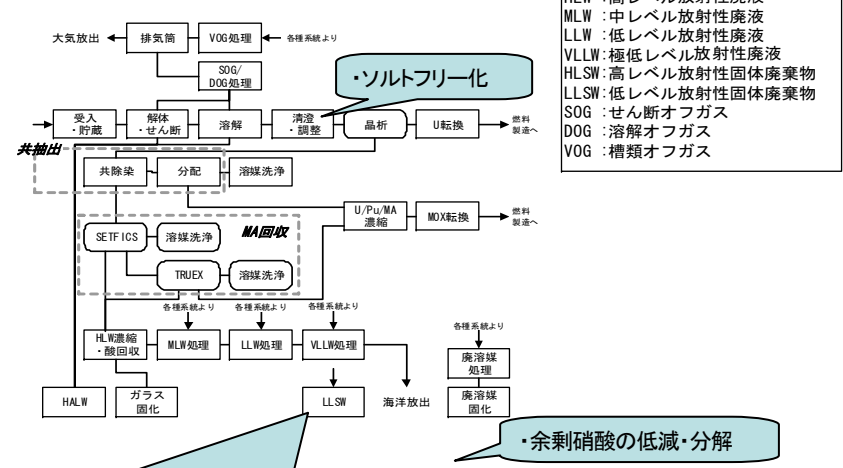 HLW :高レベル放射性廃液
MLW :中レベル放射性廃液
LLW :低レベル放射性廃液
VLLW:極低レベル放射性廃液
HLSW:高レベル放射性固体廃棄物
LLSW:低レベル放射性固体廃棄物
SOG :せん断オフガス
DOG :溶解オフガス
VOG :槽類オフガス
大気放出
排気筒
VOG処理
各種系統より
SOG/
DOG処理
・ソルトフリー化
受入
・貯蔵
解体
・せん断
溶解
清澄
・調整
晶析
U転換
燃料
製造へ
共抽出
共除染
分配
溶媒洗浄
U/Pu/MA
濃縮
MOX転換
燃料
製造へ
SETFICS
溶媒洗浄
MA回収
TRUEX
溶媒洗浄
各種系統より
各種系統より
各種系統より
各種系統より
HLW濃縮
・酸回収
MLW処理
LLW処理
VLLW処理
廃溶媒
処理
HALW
ガラス
固化
LLSW
海洋放出
廃溶媒
固化
・余剰硝酸の低減・分解